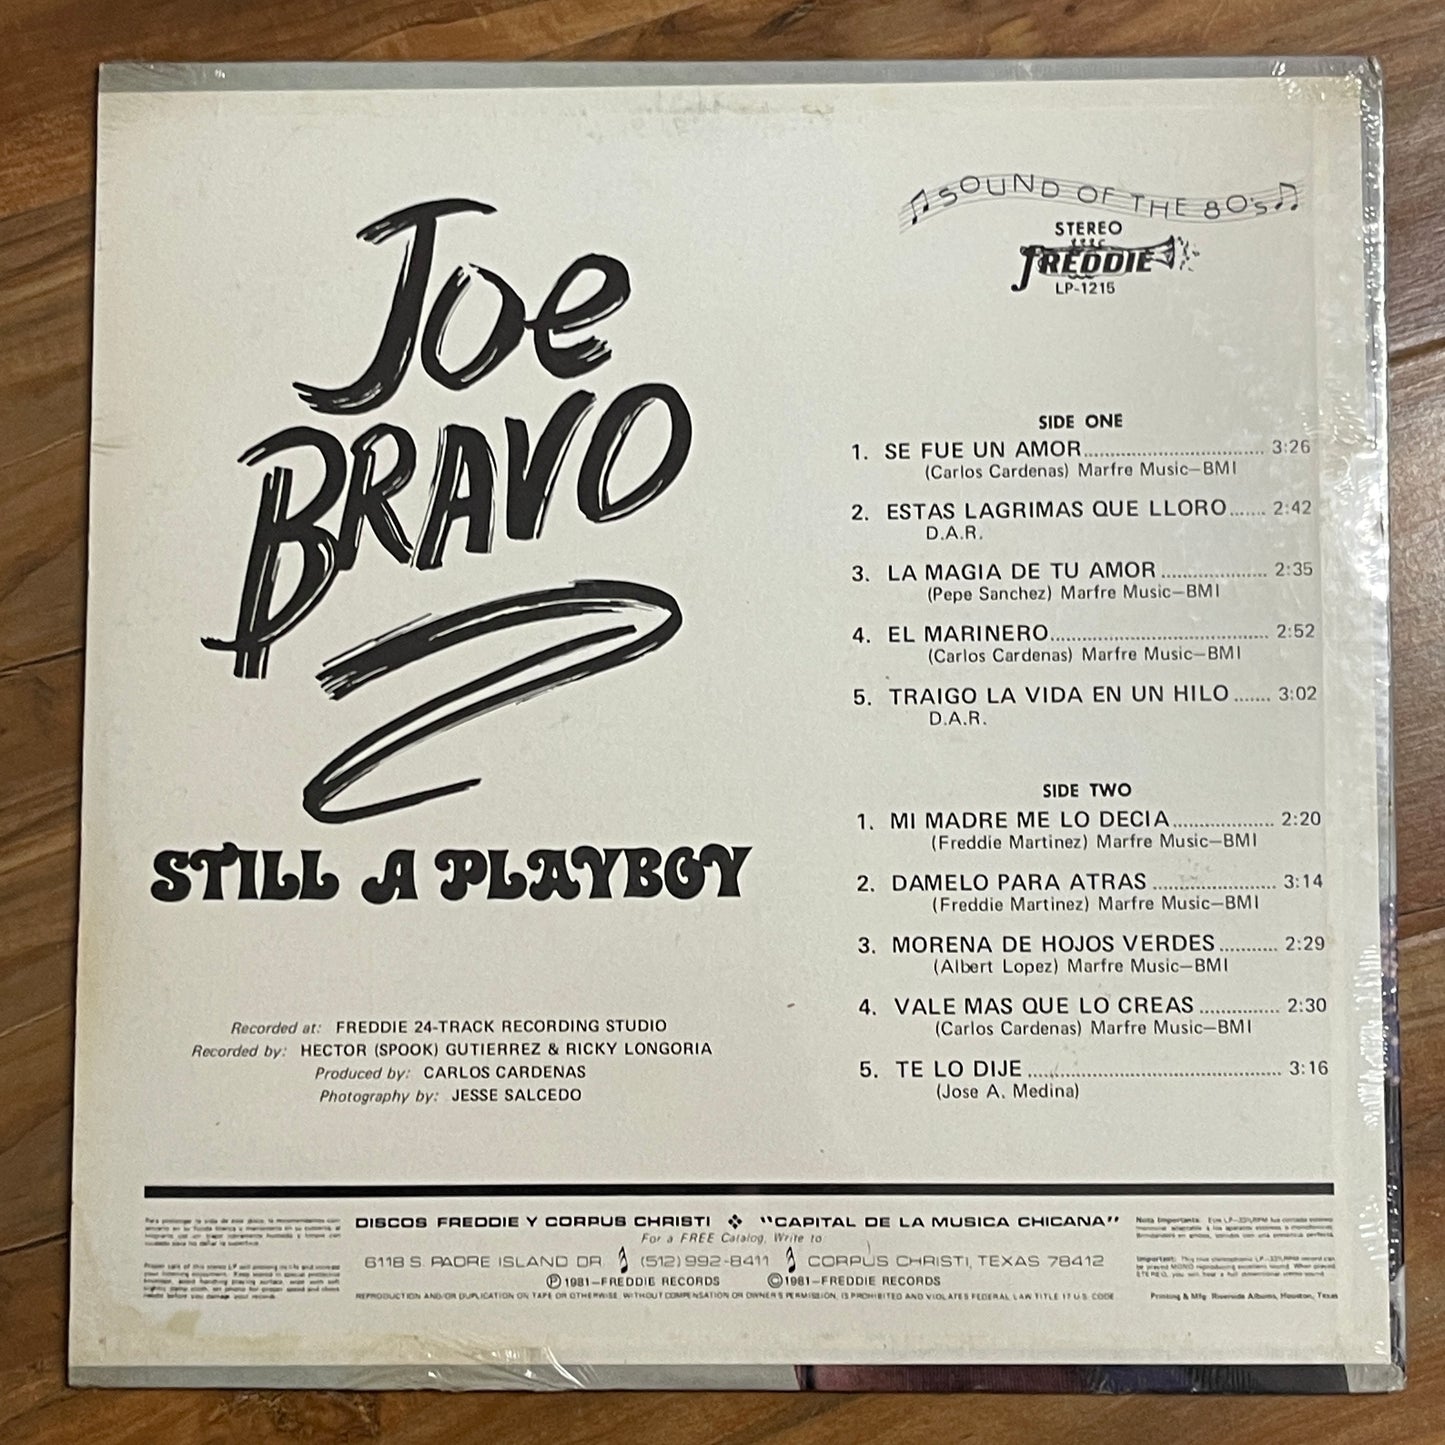 Joe
BRAVO
STILL A PLAYBOY
Recorded at: FREDDIE 24-TRACK RECORDING STUDIO
Recorded by: HECTOR (SPOOK) GUTIERREZ & RICKY LONGORIA
Produced by: CARLOS CARDENAS
Photography by: JESSE SALCEDO
SOUND OF THE 80's
STEREO
FREDDIE
LP-1215
SIDE ONE
1. SE FUE UN AMOR 3:26
(Carlos Cardenas) Marfre Music—BMI
2. ESTAS LAGRIMAS QUE LLORO 2:42
D.A.R.
3. LA MAGIA DE TU AMOR 2:35
(Pepe Sanchez) Marfre Music—BMI
4. EL MARINERO 2:52
(Carlos Cardenas) Marfre Music—BMI
5. TRAIGO LA VIDA EN UN HILO 3:02
D.A.R.
SIDE TWO
1. MI MADRE ME LO DECIA 2:20
(Freddie Martinez) Marfre Music—BMI
2. DAMELO PARA ATRAS 3:14
(Freddie Martinez) Marfre Music—BMI
3. MORENA DE HOJOS VERDES 2:29
(Albert Lopez) Marfre Music—BMI
4. VALE MAS QUE LO CREAS 2:30
(Carlos Cardenas) Marfre Music—BMI
5. TE LO DIJE 3:16
(Jose A. Medina)
DISCOS FREDDIE Y CORPUS CHRISTI ❖ "CAPITAL DE LA MUSICA CHICANA"
For a FREE Catalog, Write to
6118 S. PADRE ISLAND DR (512) 992-8411 CORPUS CHRISTI, TEXAS 78412
Ⓟ1981—FREDDIE RECORDS ©1981—FREDDIE RECORDS
REPRODUCTION AND/OR DUPLICATION ON TAPE OR OTHERWISE, WITHOUT COMPENSATION OR OWNER'S PERMISSION, IS PROHIBITED AND VIOLATES FEDERAL LAW TITLE 17 U.S. CODE.
Printing & Mfg. Riverside Albums, Houston, Texas